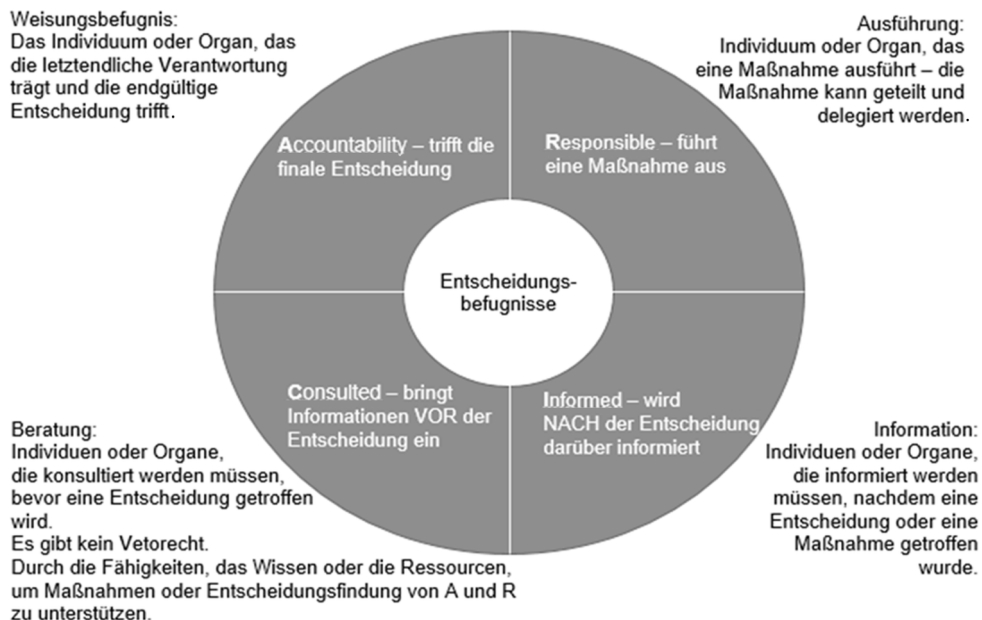 Weisungsbefugnis:
Das Individuum oder Organ, das
die letztendliche Verantwortung
trägt und die endgültige
Entscheidung trifft.
Ausführung:
Individuum oder Organ, das
eine Maßnahme ausführt – die
Maßnahme kann geteilt und
delegiert werden.
Accountability – trifft die
finale Entscheidung
Responsible – führt
eine Maßnahme aus
Entscheidungs-
befugnisse
Consulted – bringt
Informationen VOR der
Entscheidung ein
Informed – wird
NACH der Entscheidung
darüber informiert
Beratung:
Individuen oder Organe,
die konsultiert werden müssen,
bevor eine Entscheidung getroffen
wird.
Es gibt kein Vetorecht.
Durch die Fähigkeiten, das Wissen oder die Ressourcen,
um Maßnahmen oder Entscheidungsfindung von A und R
zu unterstützen.
Information:
Individuen oder Organe,
die informiert werden
müssen, nachdem eine
Entscheidung oder eine
Maßnahme getroffen
wurde.